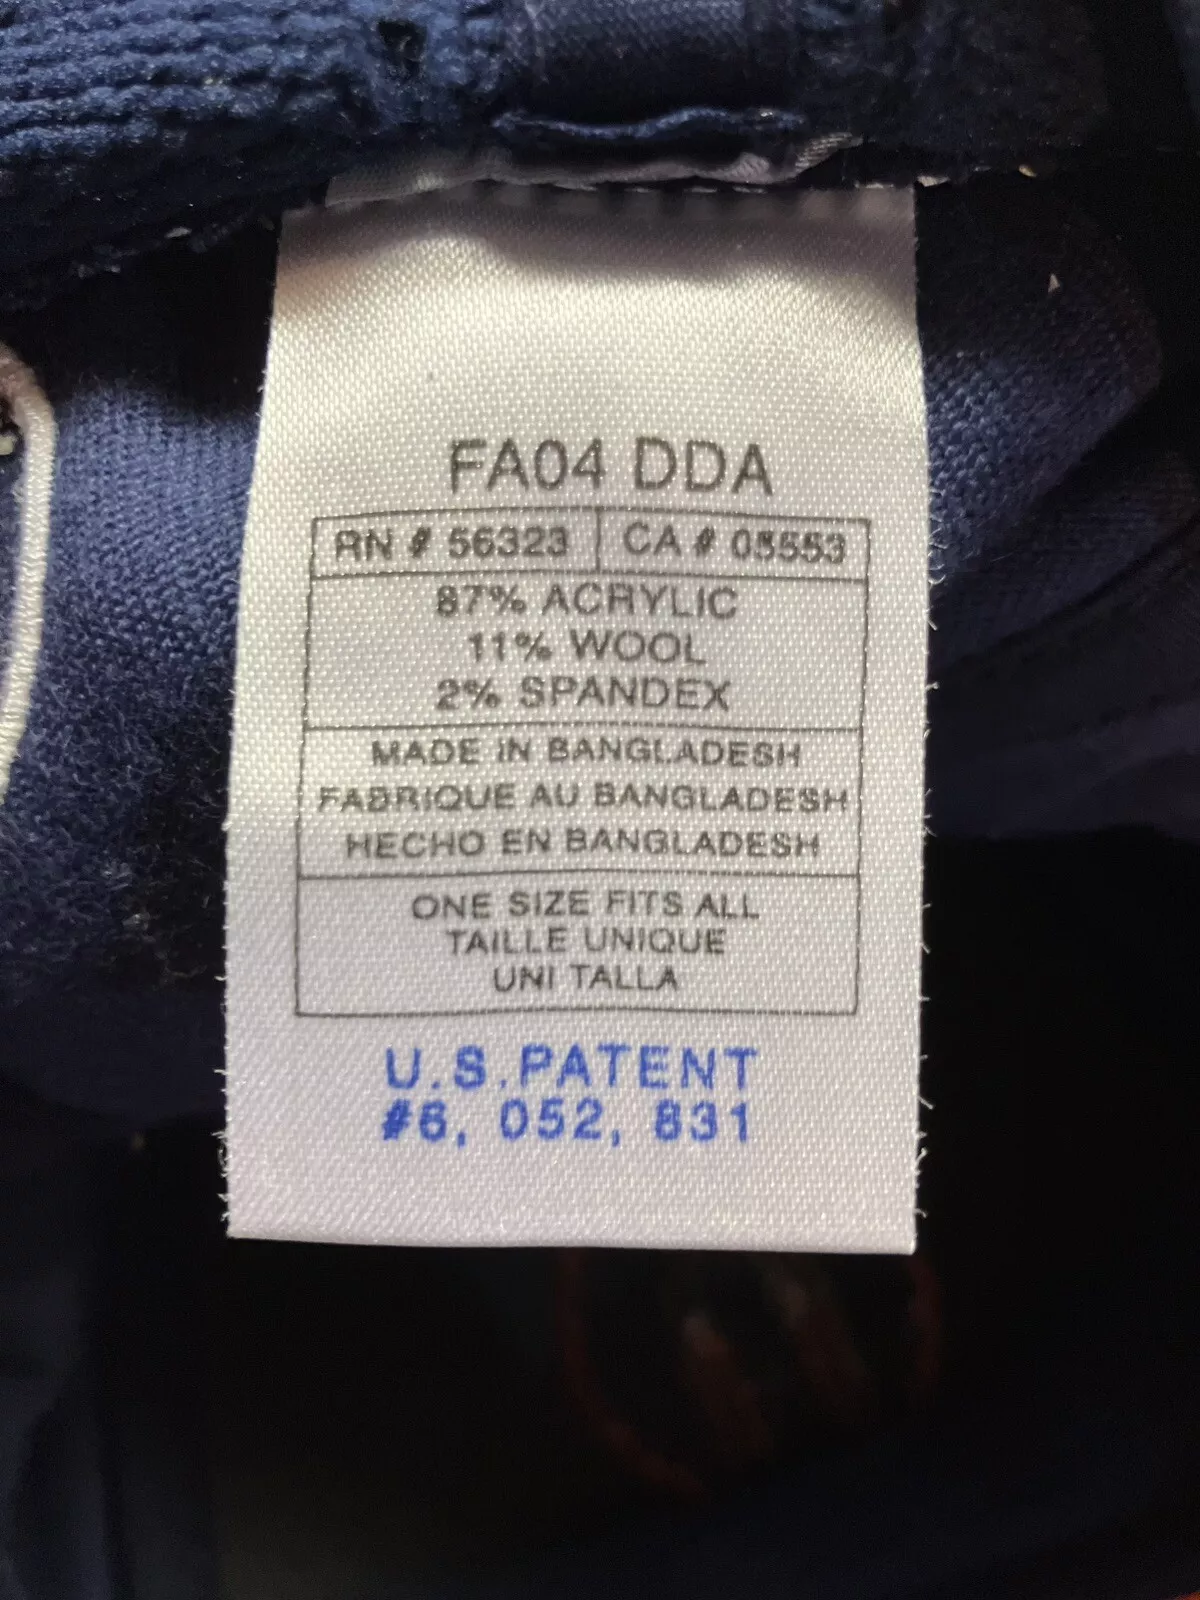 FA04 DDA
RN # 56323 CA # 05553
87% ACRYLIC
11% WOOL
2% SPANDEX
MADE IN BANGLADESH
FABRIQUE AU BANGLADESH
HECHO EN BANGLADESH
ONE SIZE FITS ALL
TAILLE UNIQUE
UNI TALLA
U.S.PATENT
#6, 052, 831